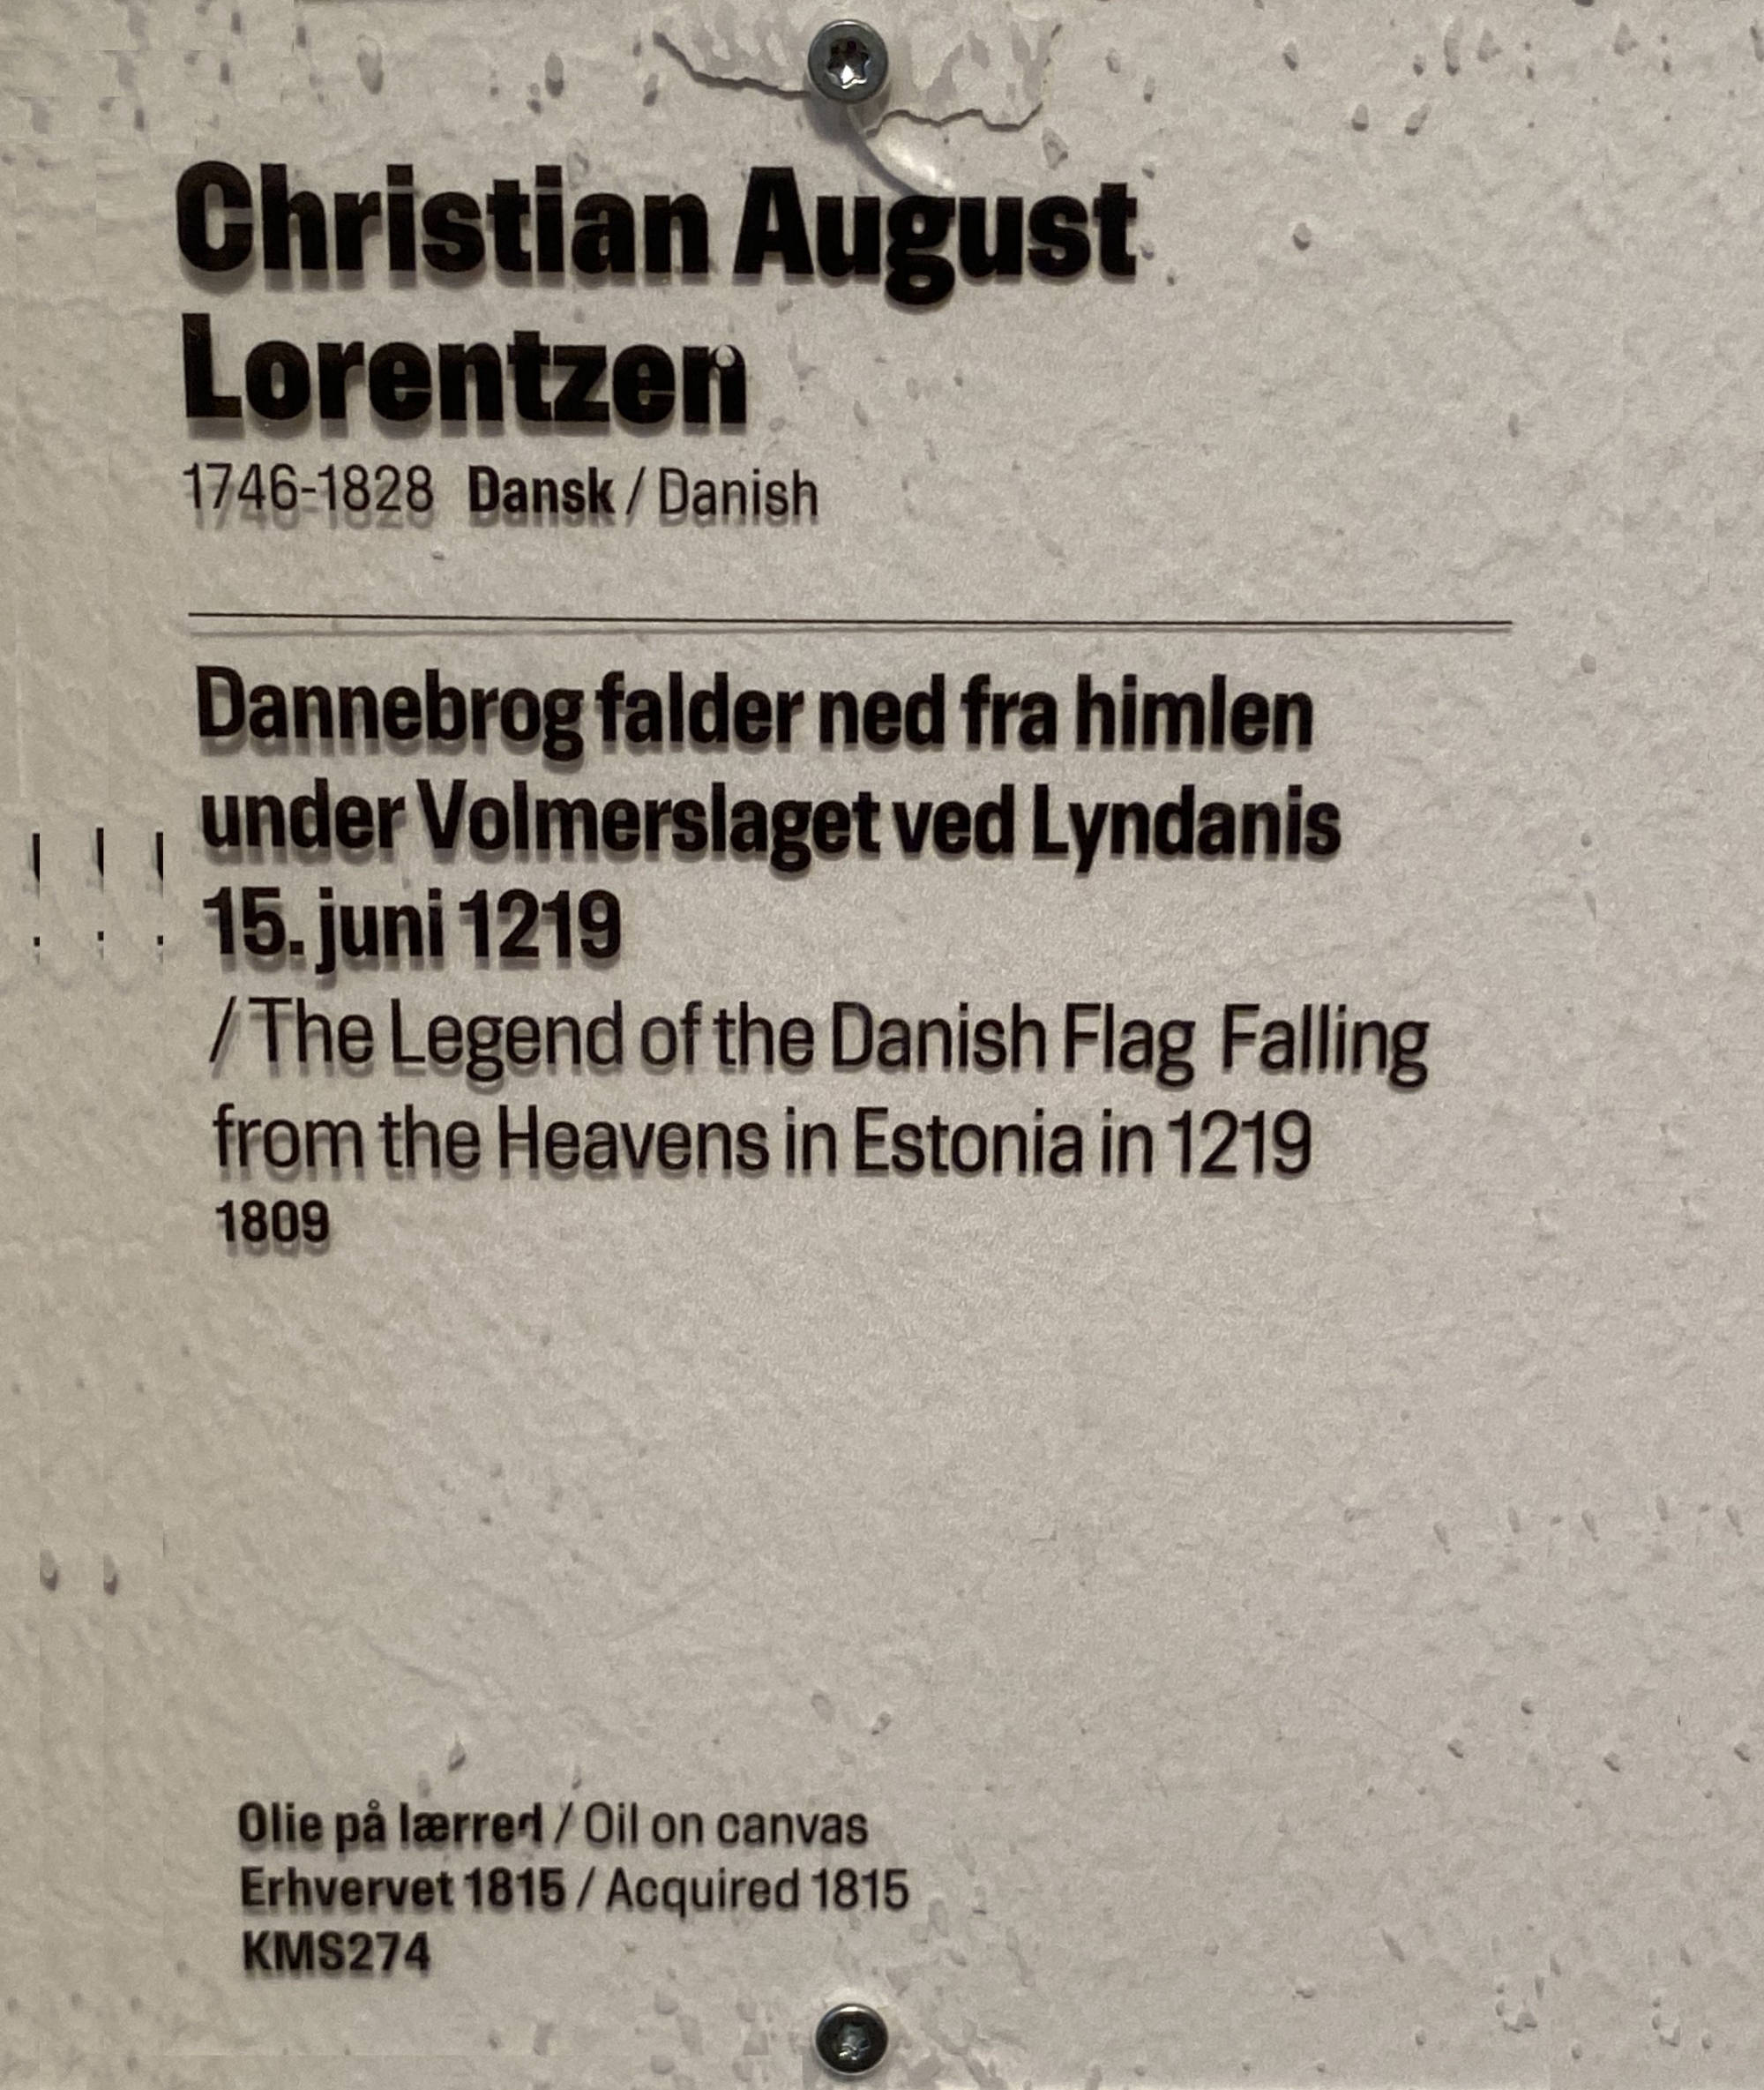 Christian August
Lorentzen
1746-1828 Dansk / Danish
Dannebrog falder ned fra himlen
under Volmerslaget ved Lyndanis
15. juni 1219
/ The Legend of the Danish Flag Falling
from the Heavens in Estonia in 1219
1809
Olie på lærred / Oil on canvas
Erhvervet 1815 / Acquired 1815
KMS274